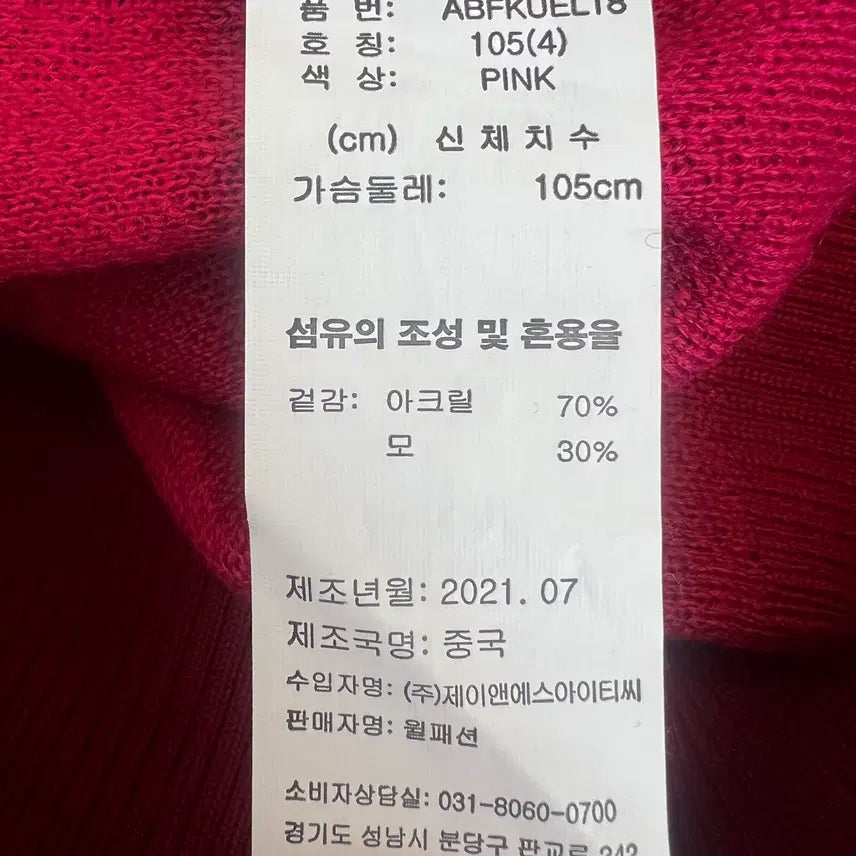 품 번: ABFKUEL18
호 칭: 105(4)
색 상: PINK
(cm) 신 체 치 수
가슴둘레: 105cm
섬유의 조성 및 혼용율
겉감: 아크릴 70%
모 30%
제조년월: 2021. 07
제조국명: 중국
수입자명: (주)제이앤에스아이티씨
판매자명: 월패션
소비자상담실: 031-8060-0700
경기도 성남시 분당구 판교로 242